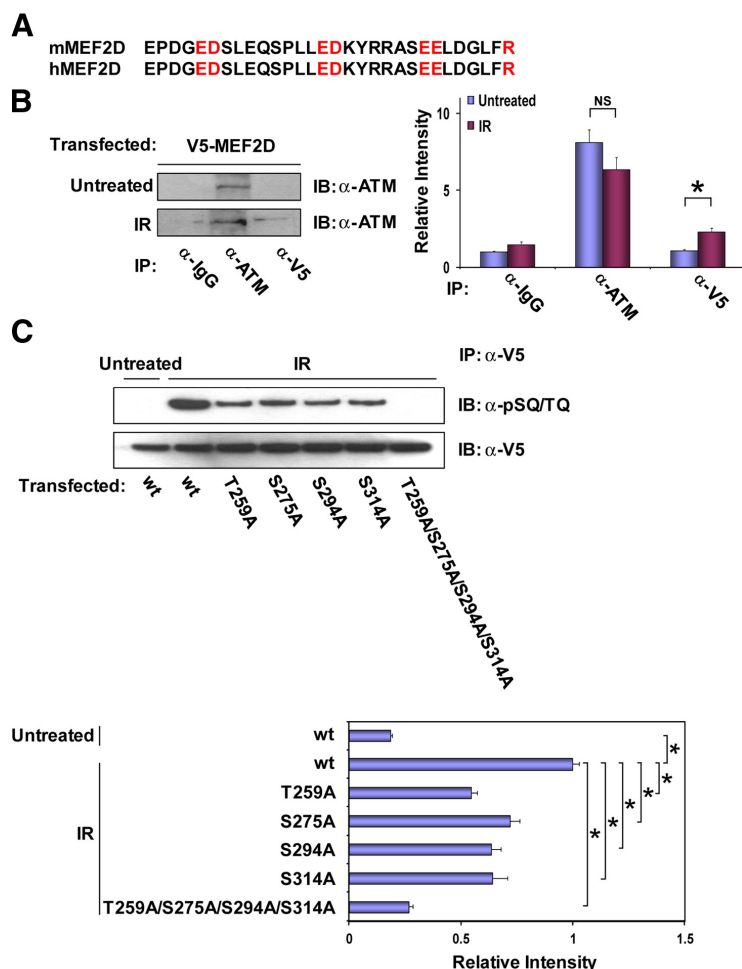 A
mMEF2D EPDGEDSLEQSPLLEDKYRRASEELDGLFR
hMEF2D EPDGEDSLEQSPLLEDKYRRASEELDGLFR
B
Transfected: V5-MEF2D
Untreated IB: α-ATM
IR IB: α-ATM
IP: α-IgG α-ATM α-V5
Relative Intensity
10
5
0
Untreated
IR
NS
*
IP: α-IgG α-ATM α-V5
C
Untreated IR IP: α-V5
IB: α-pSQ/TQ
IB: α-V5
Transfected: wt wt T259A S275A S294A S314A T259A/S275A/S294A/S314A
Untreated wt
IR wt
T259A
S275A
S294A
S314A
T259A/S275A/S294A/S314A
* * * * * *
0 0.5 1 1.5
Relative Intensity